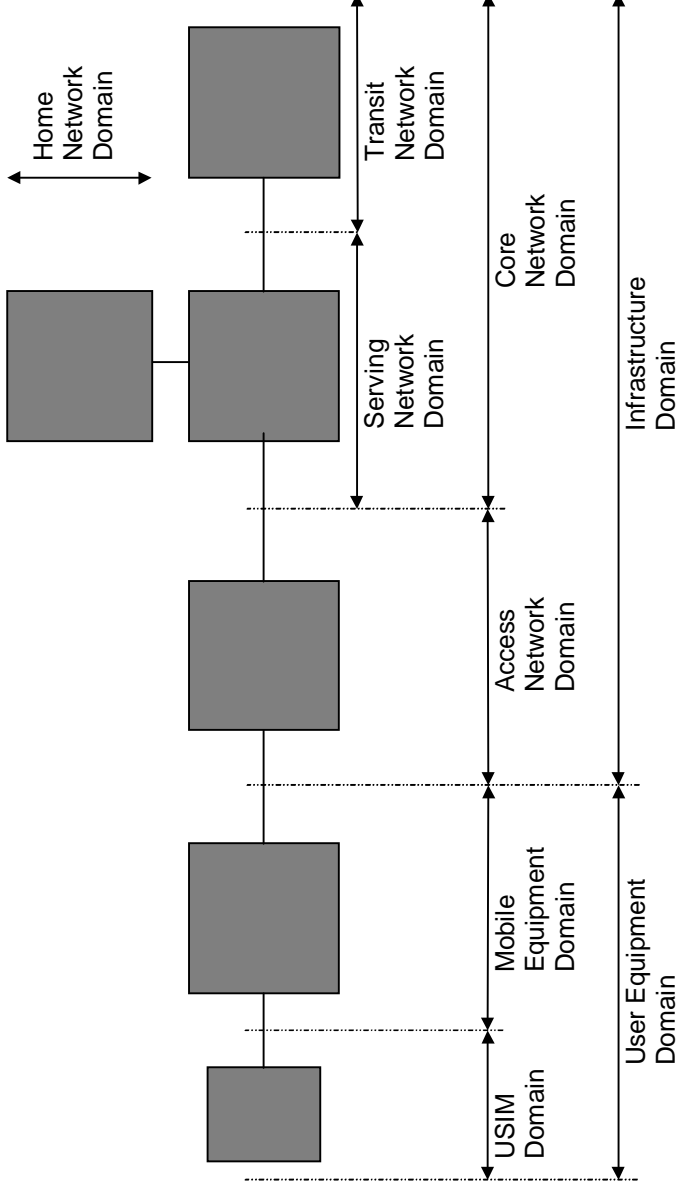 Home
Network
Domain
Transit
Network
Domain
Serving
Network
Domain
Core
Network
Domain
Access
Network
Domain
Mobile
Equipment
Domain
USIM
Domain
Infrastructure
Domain
User Equipment
Domain